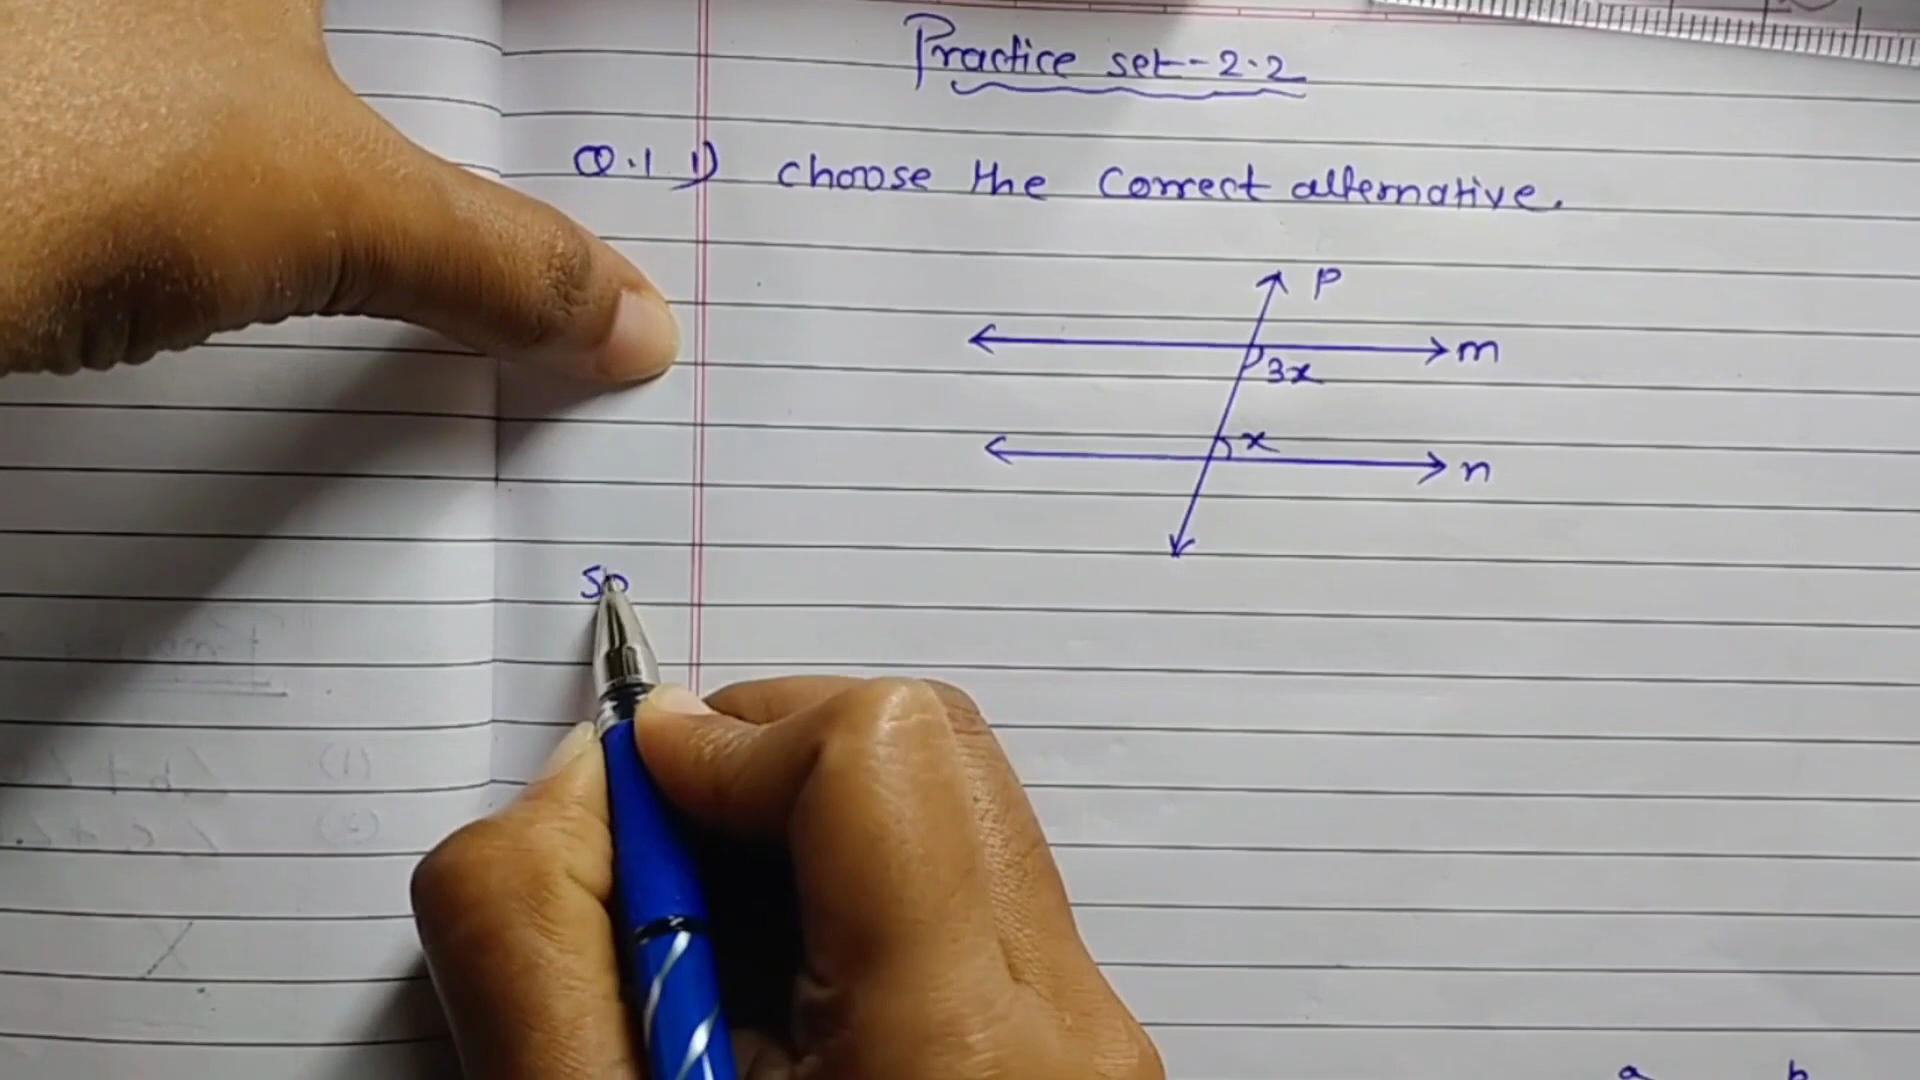 Practice set-2.2
Q.1 1) choose the correct alternative.
p
m
3x
x
n
So
a b